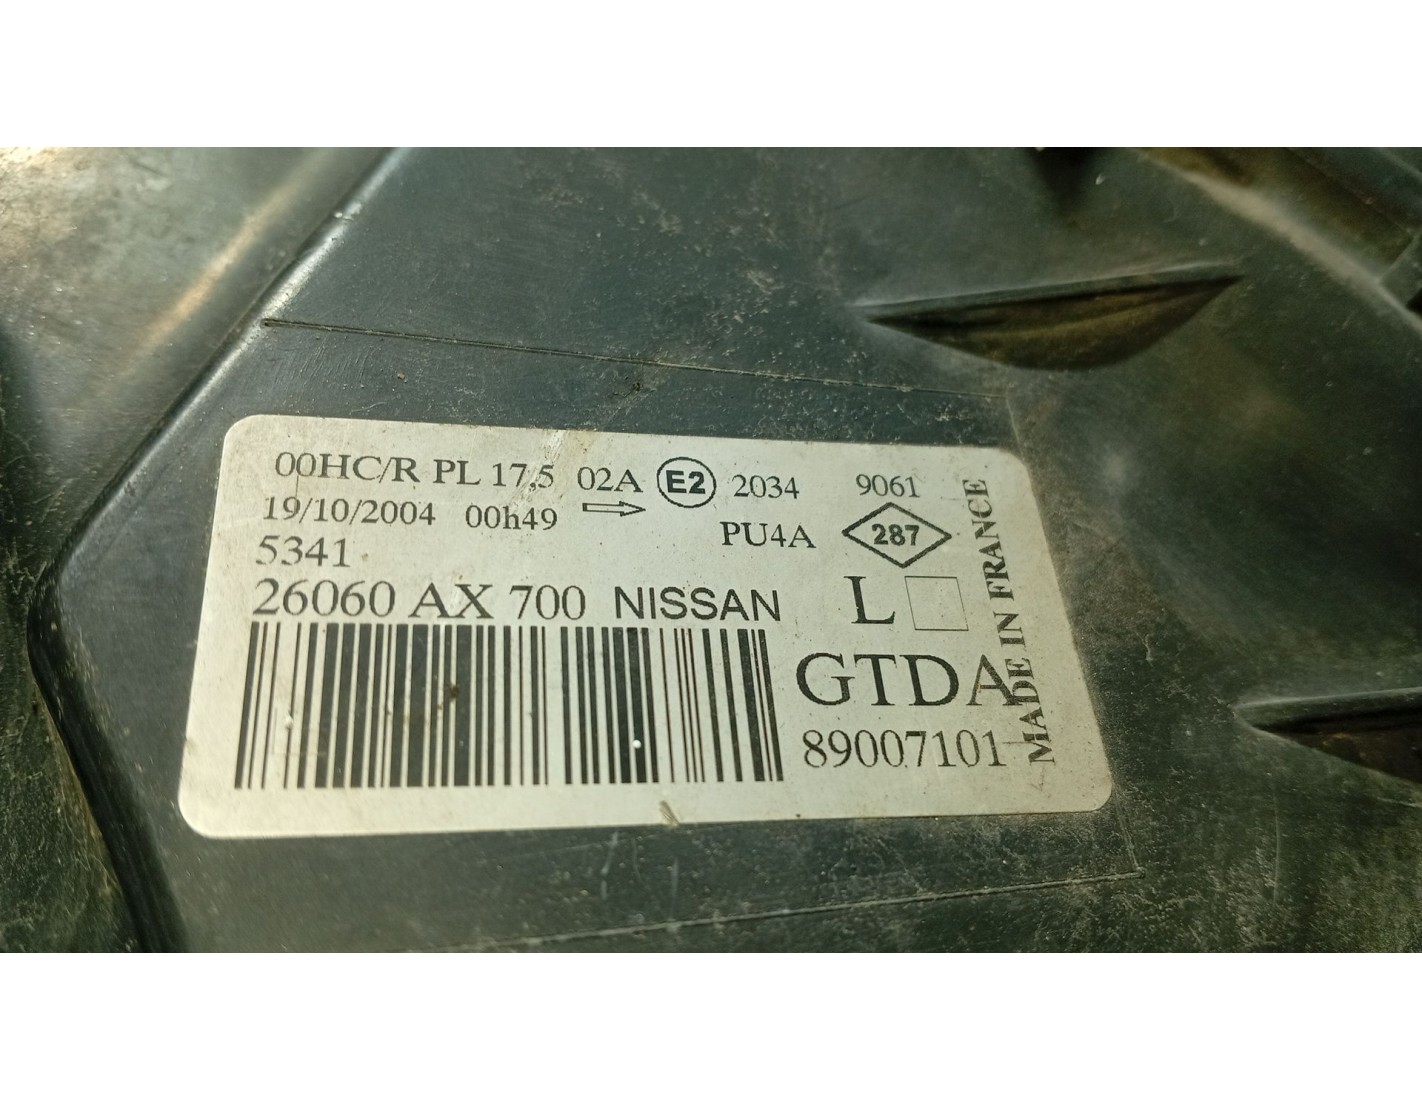 00HC/R PL 17,5 02A E2 2034 9061
19/10/2004 00h49 PU4A 287
5341
26060 AX 700 NISSAN L
GTDA
89007101
MADE IN FRANCE